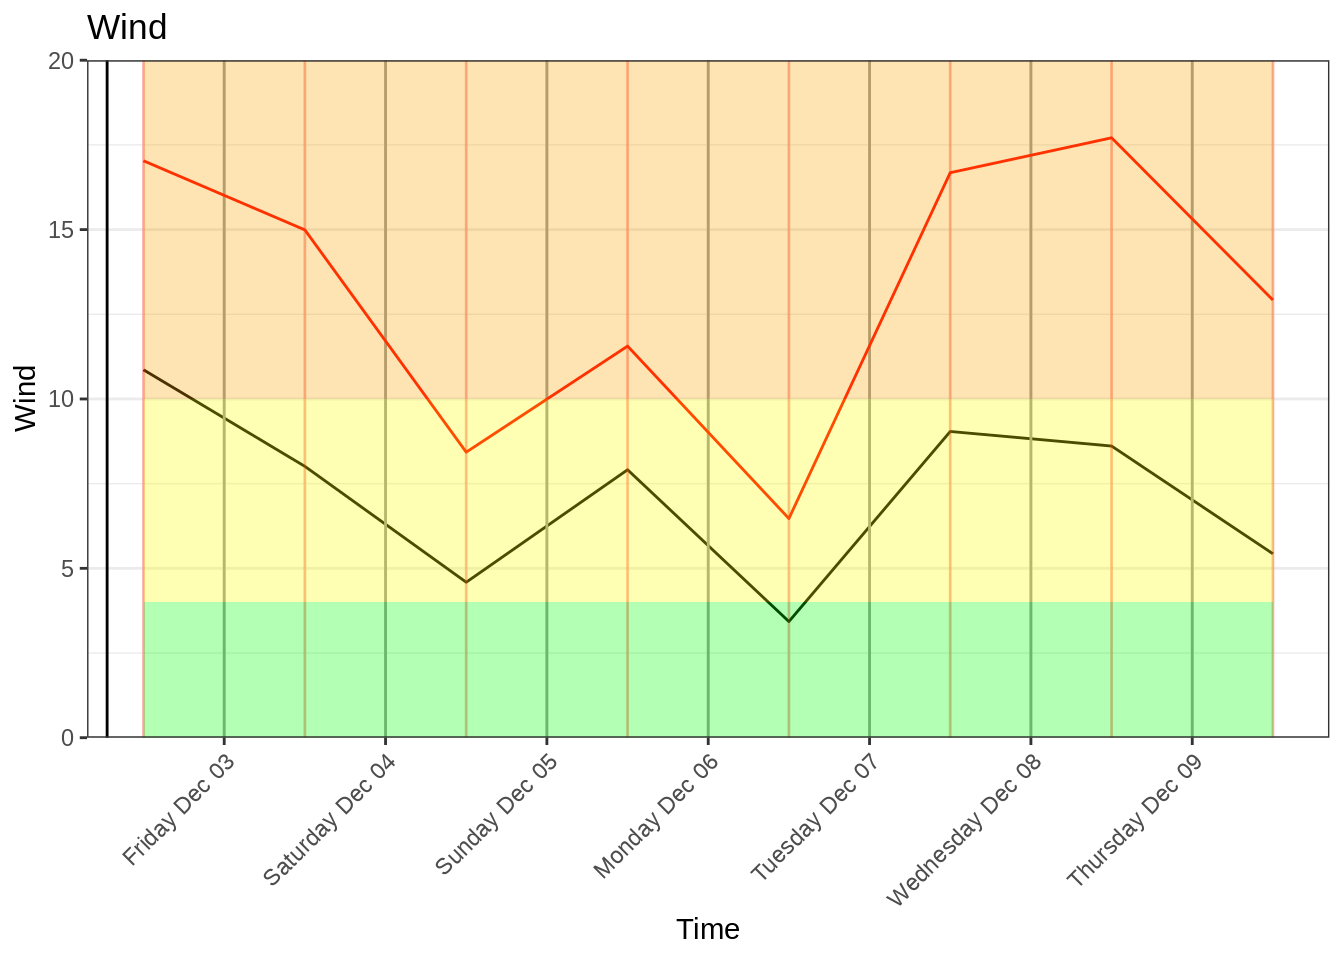 Wind
20
15
10
5
0
Wind
Friday Dec 03
Saturday Dec 04
Sunday Dec 05
Monday Dec 06
Tuesday Dec 07
Wednesday Dec 08
Thursday Dec 09
Time